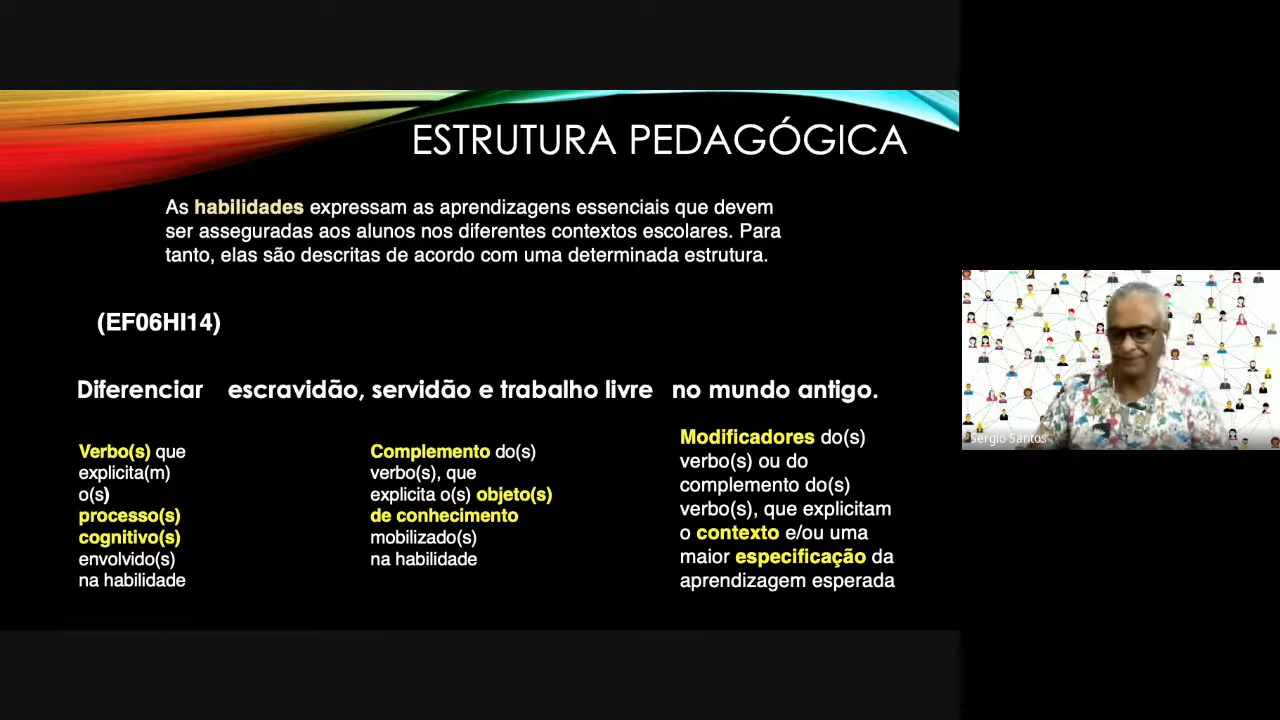 ESTRUTURA PEDAGÓGICA
As habilidades expressam as aprendizagens essenciais que devem
ser asseguradas aos alunos nos diferentes contextos escolares. Para
tanto, elas são descritas de acordo com uma determinada estrutura.
(EF06HI14)
Diferenciar escravidão, servidão e trabalho livre no mundo antigo.
Verbo(s) que
explicita(m)
o(s)
processo(s)
cognitivo(s)
envolvido(s)
na habilidade
Complemento do(s)
verbo(s), que
explicita o(s) objeto(s)
de conhecimento
mobilizado(s)
na habilidade
Modificadores do(s)
verbo(s) ou do
complemento do(s)
verbo(s), que explicitam
o contexto e/ou uma
maior especificação da
aprendizagem esperada
Sergio Santos